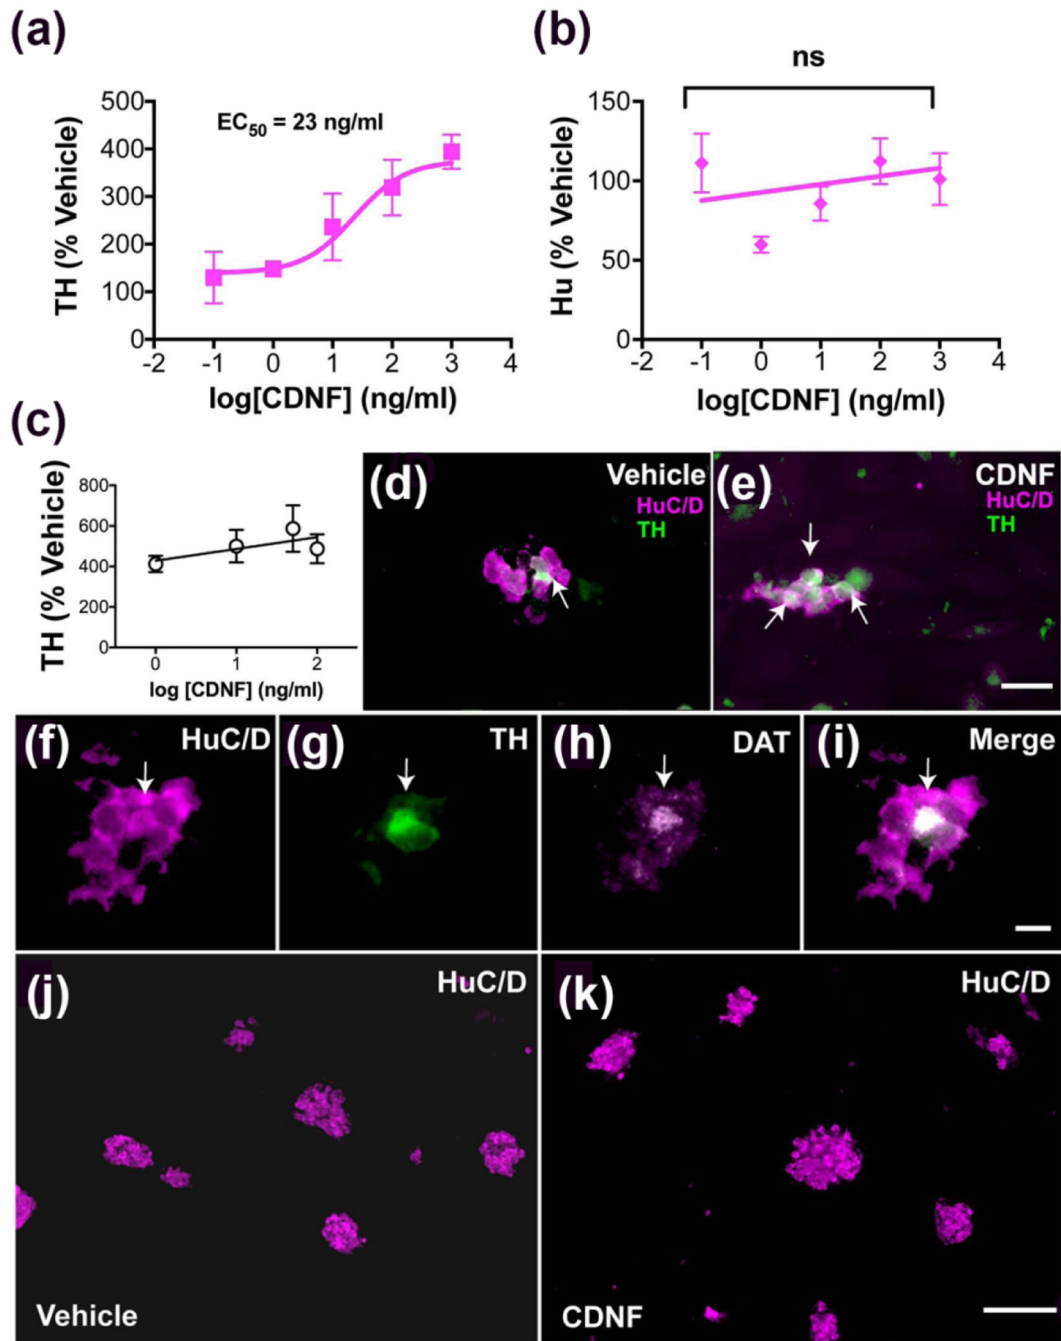 (a)
500
400
300
200
100
0
TH (% Vehicle)
EC50 = 23 ng/ml
-2 -1 0 1 2 3 4
log[CDNF] (ng/ml)
(b)
ns
150
100
50
0
Hu (% Vehicle)
-2 -1 0 1 2 3 4
log[CDNF] (ng/ml)
(c)
800
600
400
200
0
TH (% Vehicle)
0 1 2
log [CDNF] (ng/ml)
(d)
Vehicle
HuC/D
TH
(e)
CDNF
HuC/D
TH
(f)
HuC/D
(g)
TH
(h)
DAT
(i)
Merge
(j)
HuC/D
Vehicle
(k)
HuC/D
CDNF